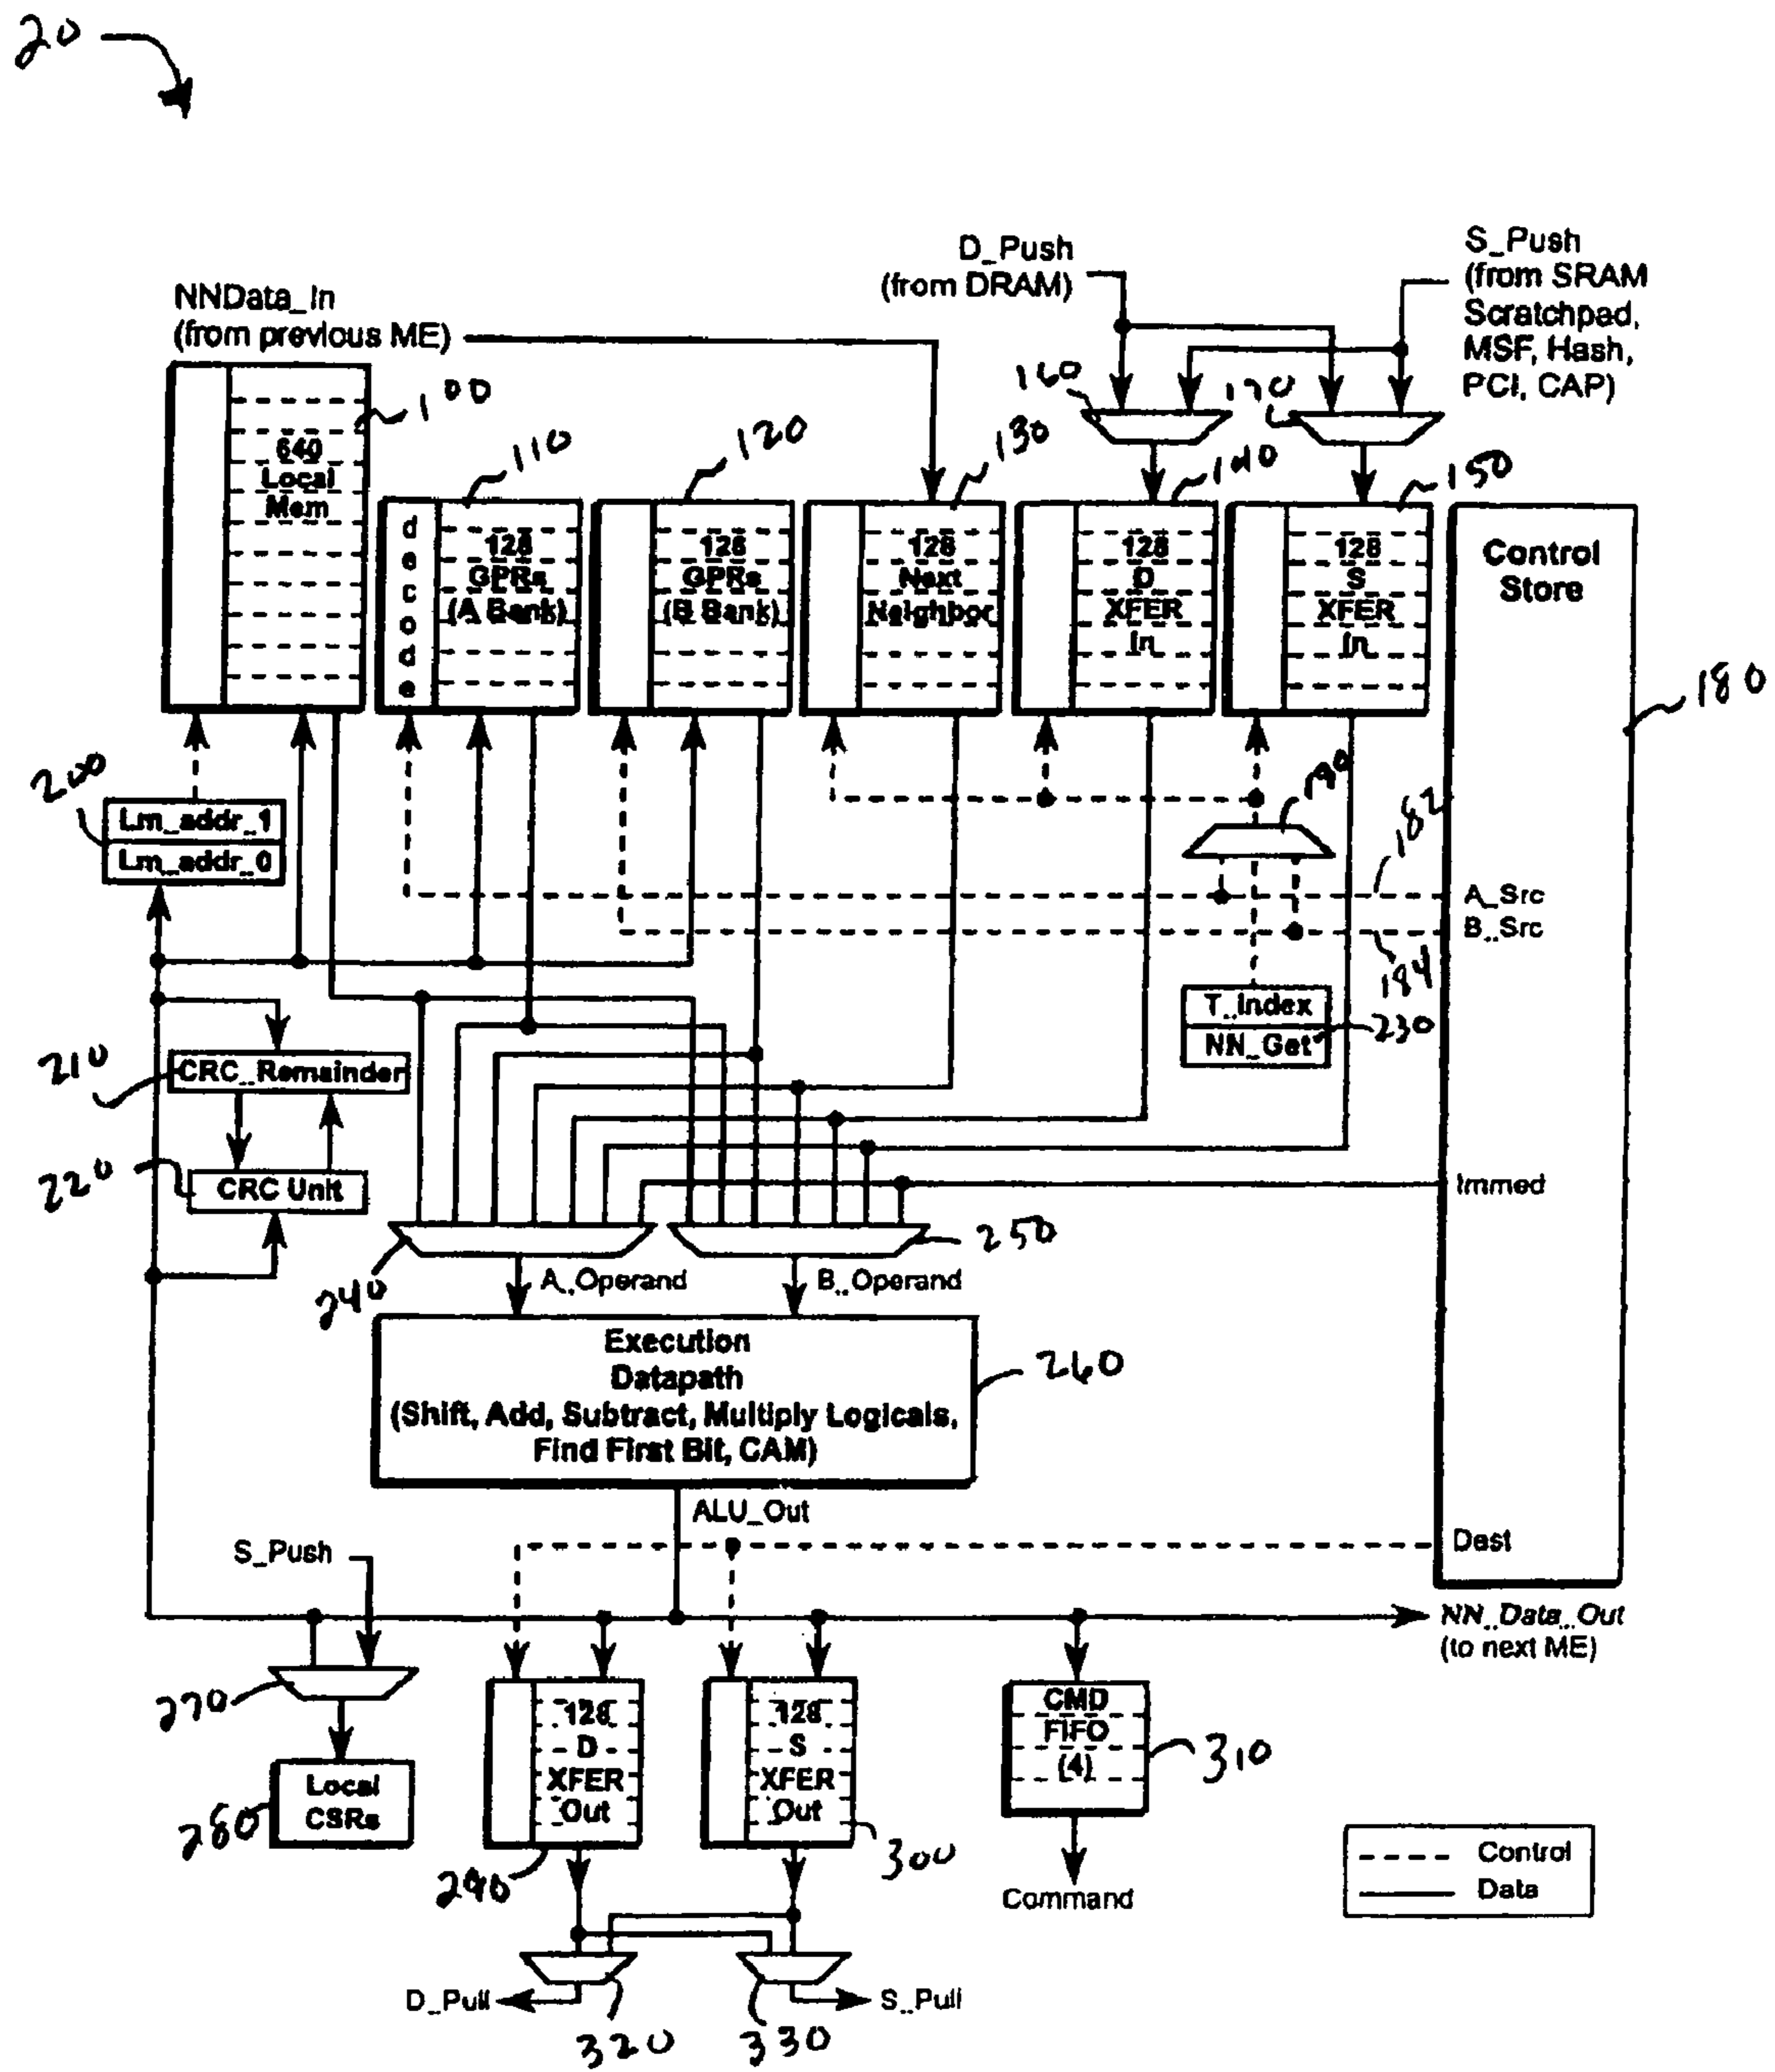 20
D_Push
(from DRAM)
S_Push
(from SRAM
Scratchpad,
MSF, Hash,
PCI, CAP)
NNData_In
(from previous ME)
160
170
100
640
Local
Mem
110
120
130
140
150
decode
128
GPRs
(A Bank)
128
GPRs
(B Bank)
128
Next
Neighbor
128
D
XFER
In
128
S
XFER
In
Control
Store
180
190
200
Lm_addr_1
Lm_addr_0
182
A_Src
B_Src
184
T_Index
NN_Get
230
210
CRC_Remainder
220
CRC Unit
Immed
240
250
A_Operand
B_Operand
Execution
Datapath
(Shift, Add, Subtract, Multiply Logicals,
Find First Bit, CAM)
260
ALU_Out
S_Push
Dest
NN_Data_Out
(to next ME)
270
Local
CSRs
280
128
D
XFER
Out
290
128
S
XFER
Out
300
CMD
FIFO
(4)
310
Command
Control
Data
D_Pull
S_Pull
320
330